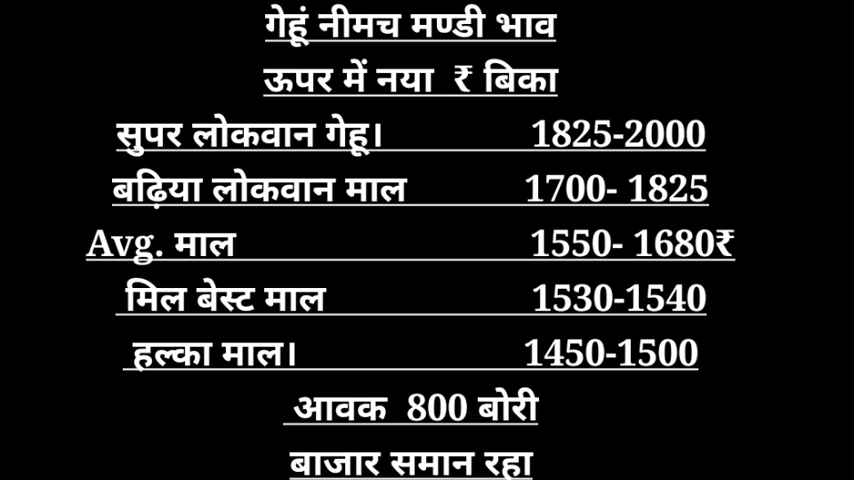 गेहूं नीमच मण्डी भाव
ऊपर में नया ₹ बिका
सुपर लोकवान गेहू। 1825-2000
बढ़िया लोकवान माल 1700- 1825
Avg. माल 1550- 1680₹
मिल बेस्ट माल 1530-1540
हल्का माल। 1450-1500
आवक 800 बोरी
बाजार समान रहा